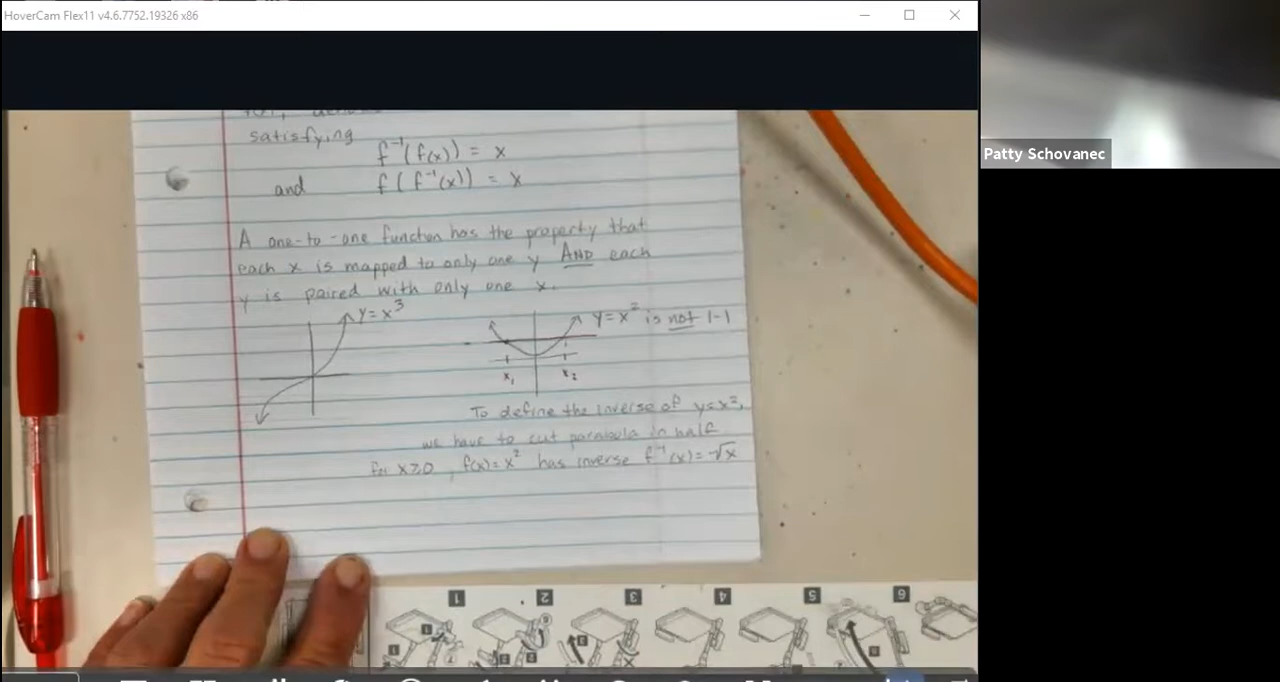 HoverCam Flex11 v4.6.7752.19326 x86
Patty Schovanec
satisfying
f⁻¹(f(x)) = x
and f(f⁻¹(x)) = x
A one-to-one function has the property that
each x is mapped to only one y AND each
y is paired with only one x.
y=x³
y=x² is not 1-1
x₁ x₂
To define the inverse of y=x²,
we have to cut parabola in half
for x≥0, f(x)=x² has inverse f⁻¹(x)=√x
1 2 3 4 5 6